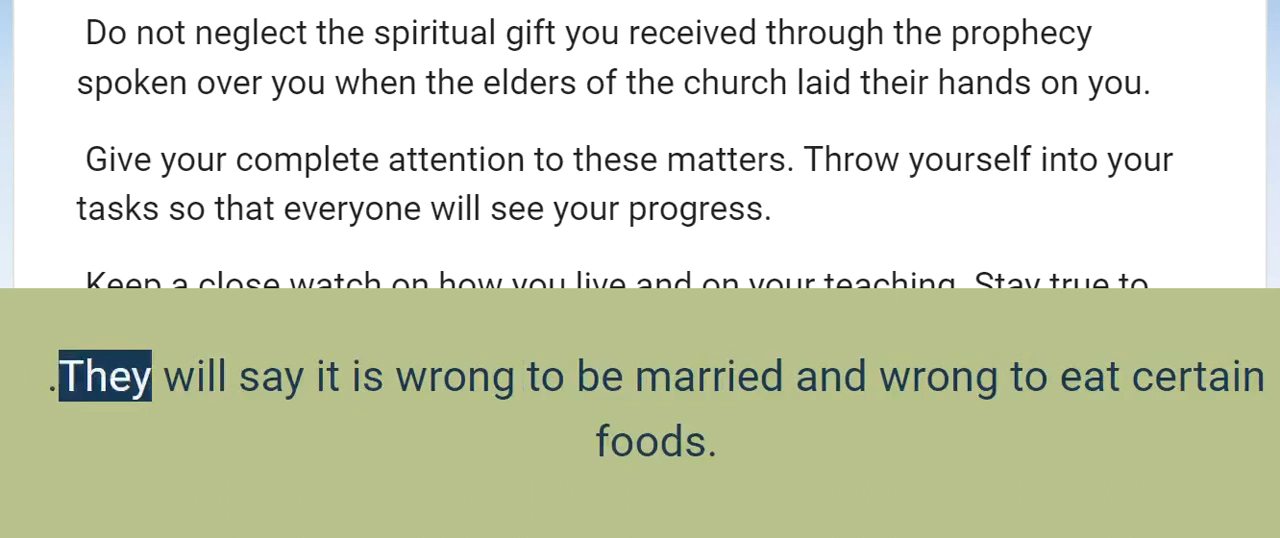 Do not neglect the spiritual gift you received through the prophecy
spoken over you when the elders of the church laid their hands on you.
Give your complete attention to these matters. Throw yourself into your
tasks so that everyone will see your progress.
Keep a close watch on how you live and on your teaching. Stay true to
.They will say it is wrong to be married and wrong to eat certain
foods.